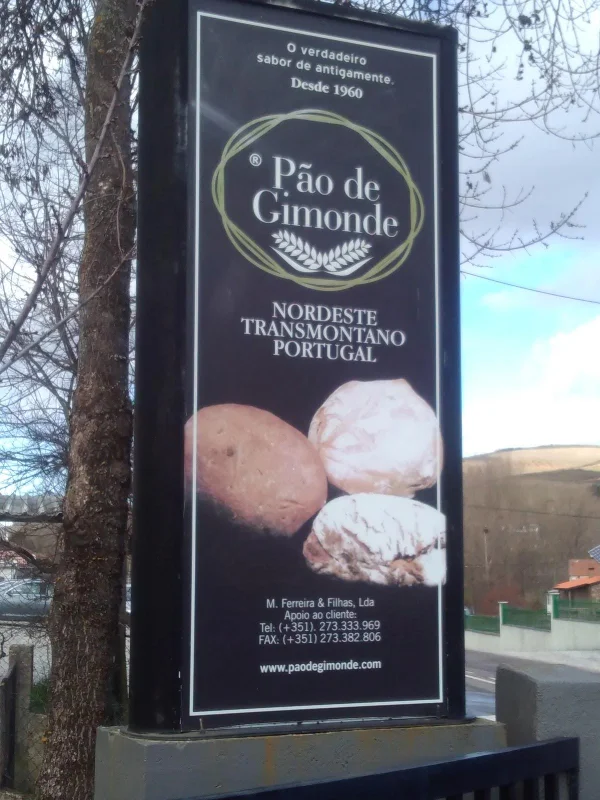 O verdadeiro
sabor de antigamente.
Desde 1960
® Pão de
Gimonde
NORDESTE
TRANSMONTANO
PORTUGAL
M. Ferreira & Filhas, Lda
Apoio ao cliente:
Tel: (+351). 273.333.969
FAX: (+351) 273.382.806
www.paodegimonde.com